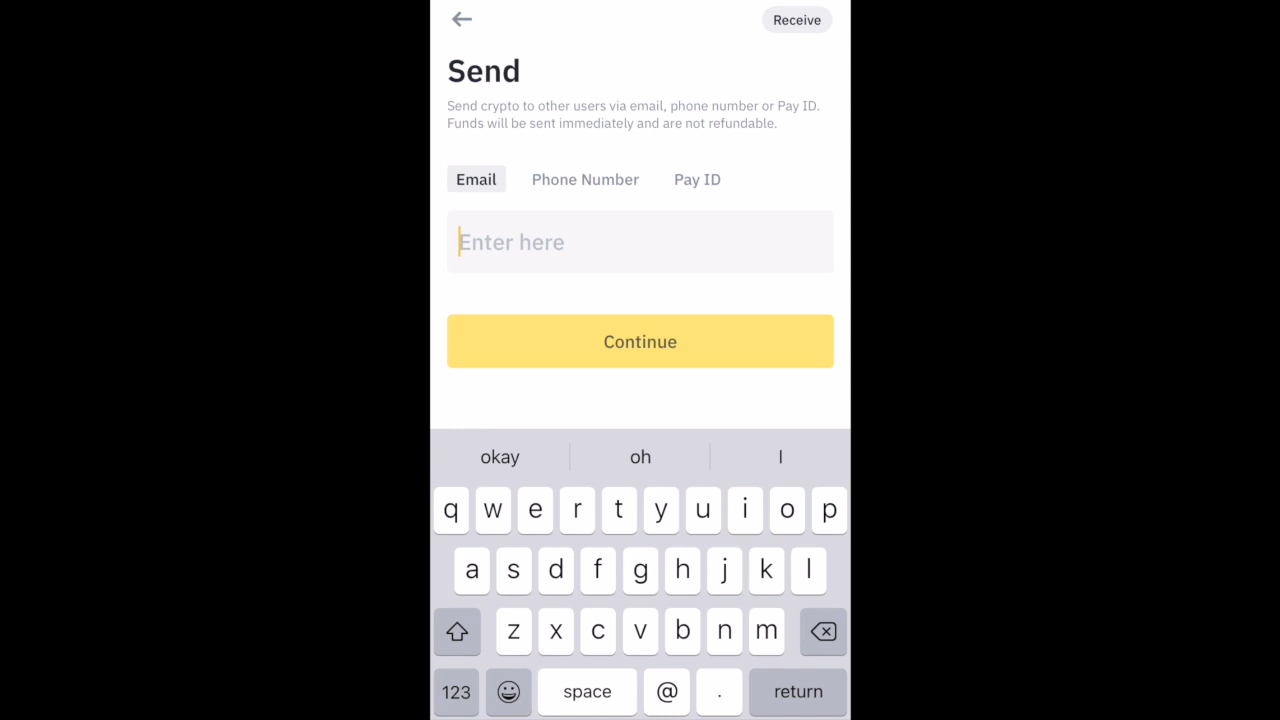 Receive
Send
Send crypto to other users via email, phone number or Pay ID.
Funds will be sent immediately and are not refundable.
Email Phone Number Pay ID
Enter here
Continue
okay oh I
q w e r t y u i o p
a s d f g h j k l
z x c v b n m
123 space @ . return